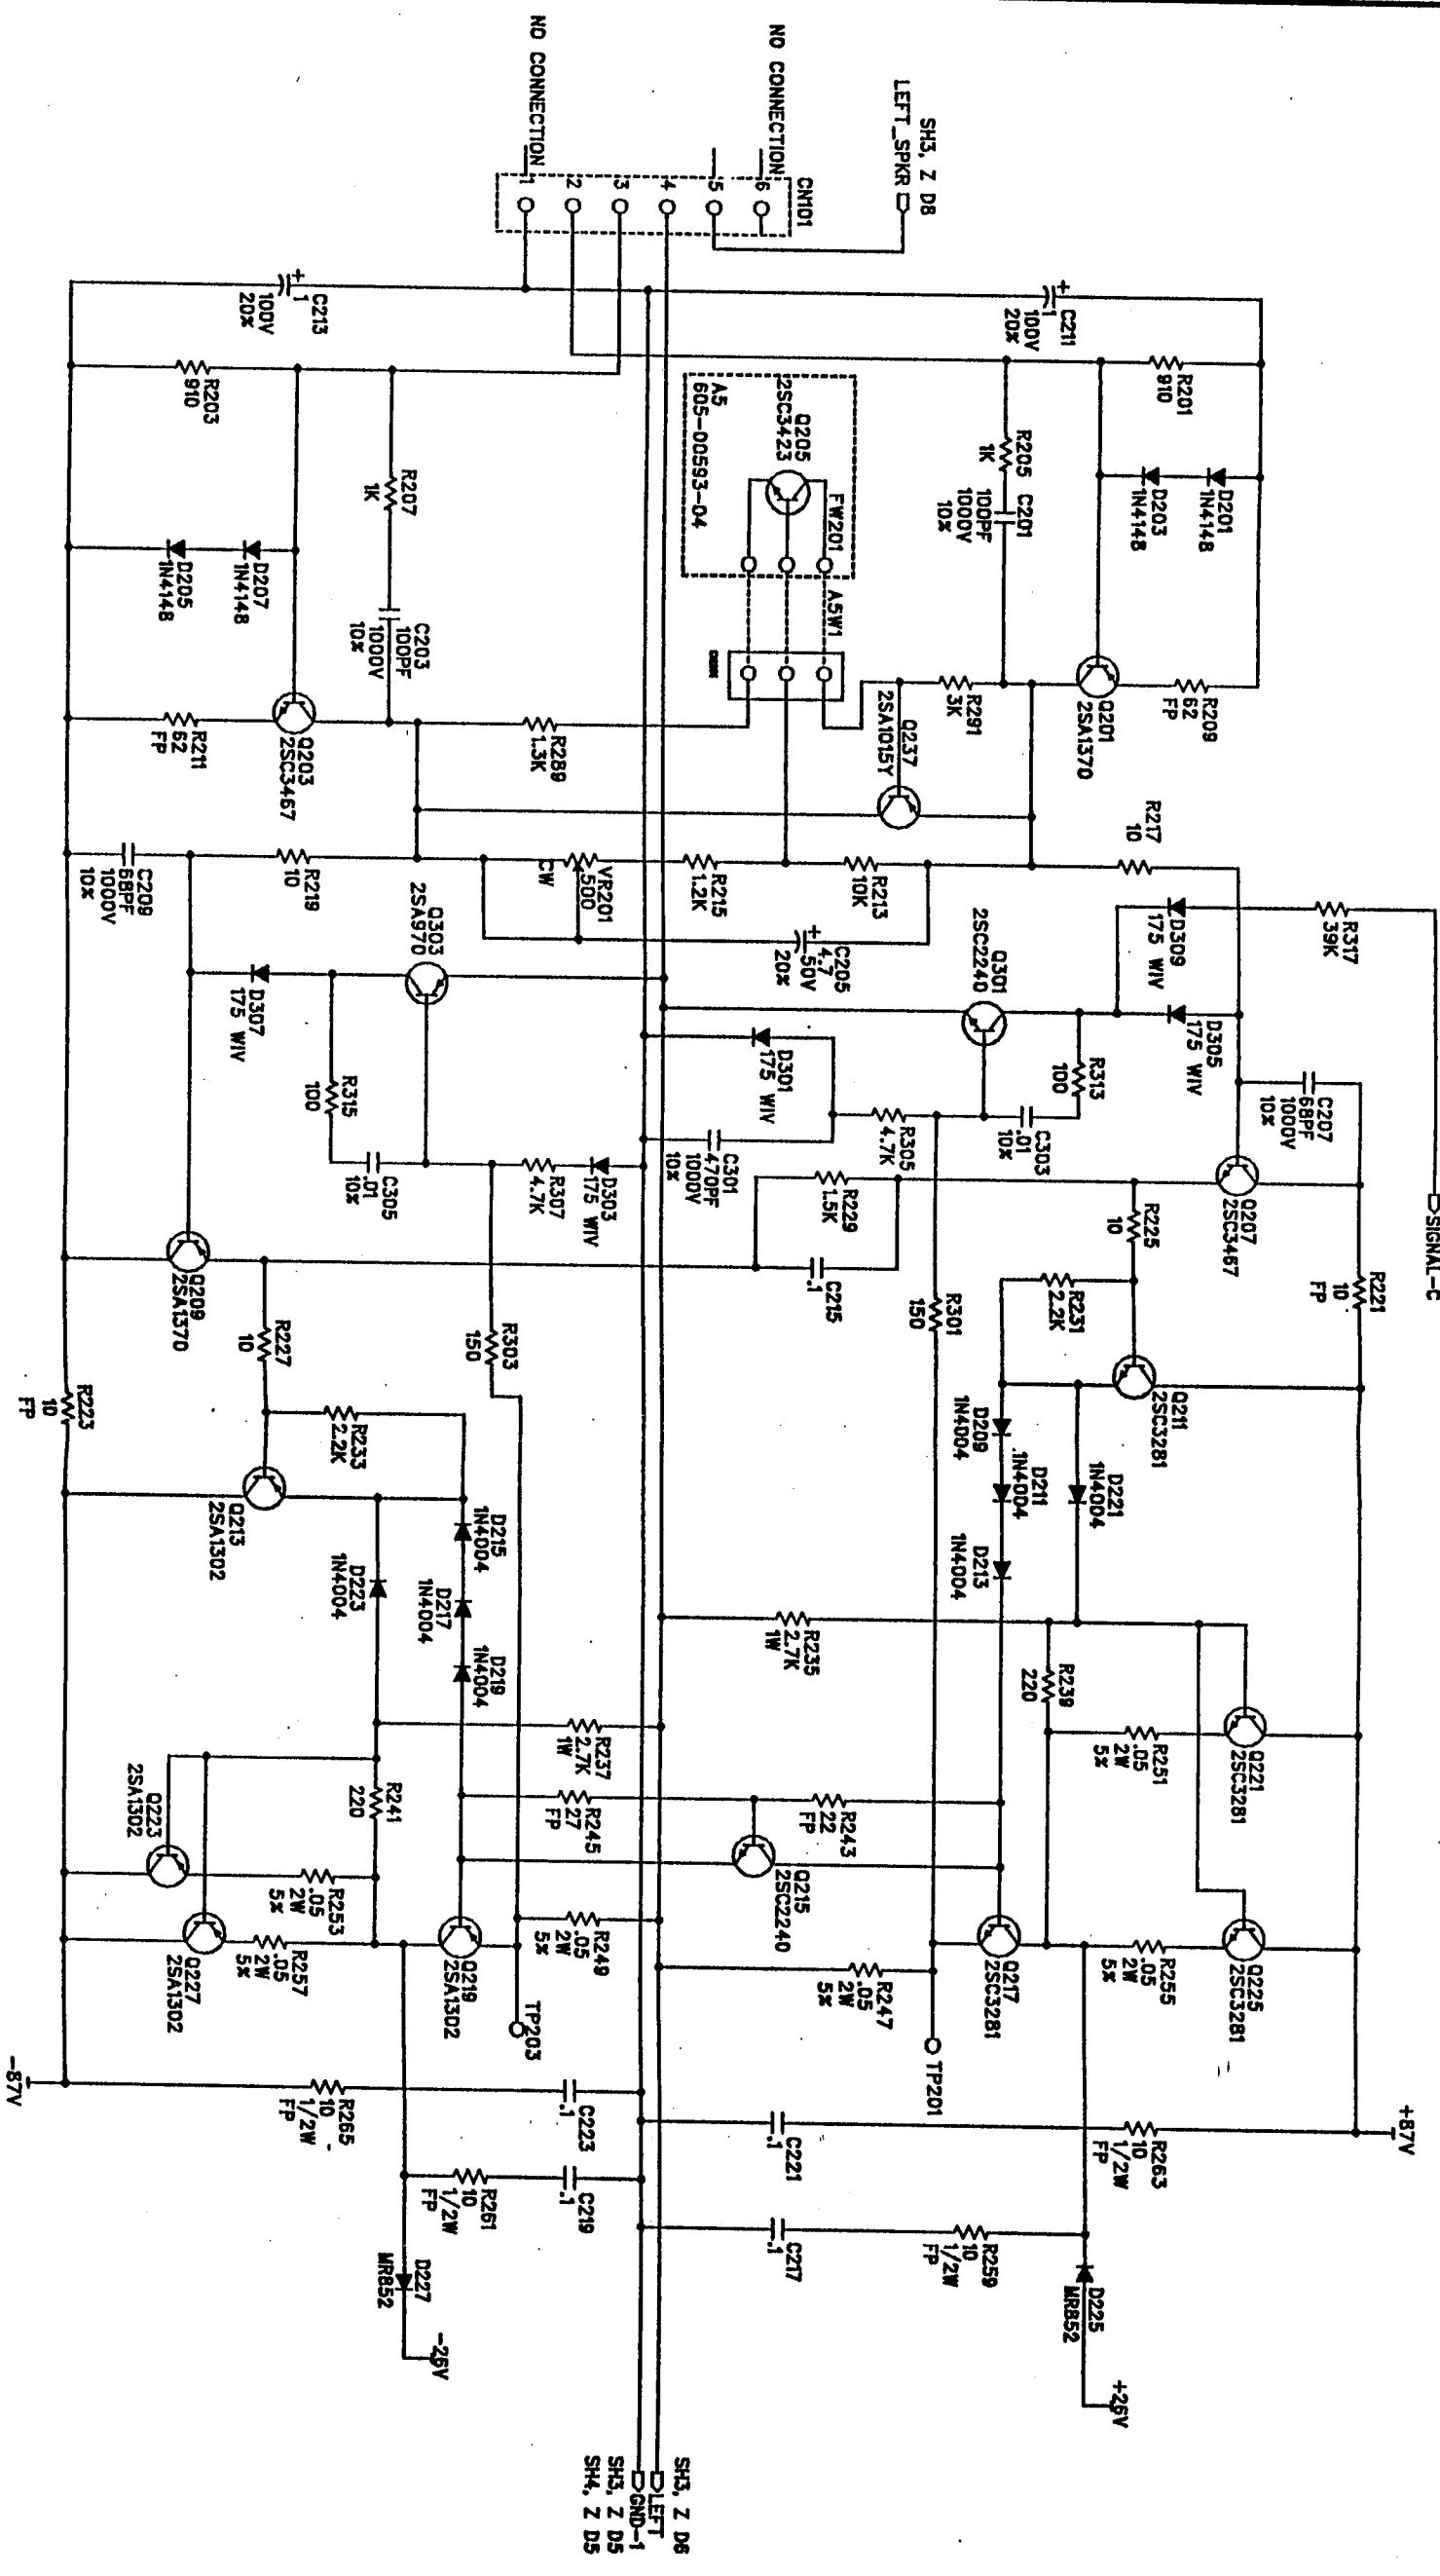 NO CONNECTION
NO CONNECTION
SH3, Z D8
LEFT_SPKR
CN101
1
2
3
4
5
6
C213
1
100V
20%
+
C211
1
100V
20%
+
R203
910
R201
910
R207
1K
R205
1K
C201
100PF
1000V
10%
D201
1N4148
D203
1N4148
D207
1N4148
D205
1N4148
C203
100PF
1000V
10%
Q205
2SC3423
FW201
A5
605-00593-04
A5W1
R291
3K
Q237
2SA1015Y
Q201
2SA1370
R209
62
FP
Q203
2SC3467
R211
62
FP
R289
1.3K
R217
10
R219
10
C209
68PF
1000V
10%
VR201
500
CW
R215
1.2K
R213
10K
C205
4.7
50V
20%
+
Q303
2SA970
Q301
2SC2240
D309
175 WIV
R317
39K
SIGNAL-C
D305
175 WIV
C207
68PF
1000V
10%
D307
175 WIV
R315
100
C305
.01
10%
R307
4.7K
D303
175 WIV
D301
175 WIV
C301
470PF
1000V
10%
R305
4.7K
R313
100
C303
.01
10%
R229
1.5K
C215
.1
Q207
2SC3467
R225
10
R221
10
FP
R231
2.2K
R301
150
R303
150
Q209
2SA1370
R227
10
R223
10
FP
R233
2.2K
Q211
2SC3281
Q213
2SA1302
D209
1N4004
D211
1N4004
D213
1N4004
D221
1N4004
D215
1N4004
D217
1N4004
D219
1N4004
D223
1N4004
R235
2.7K
1W
R237
2.7K
1W
R239
220
R241
220
R251
.05
2W
5%
Q221
2SC3281
Q223
2SA1302
R253
.05
2W
5%
R245
27
FP
R243
22
FP
Q215
2SC2240
Q217
2SC3281
Q219
2SA1302
R249
.05
2W
5%
R247
.05
2W
5%
R255
.05
2W
5%
Q225
2SC3281
R257
.05
2W
5%
Q227
2SA1302
TP203
TP201
-87V
+87V
R265
10
1/2W
FP
C223
.1
C221
.1
R263
10
1/2W
FP
R261
10
1/2W
FP
C219
.1
C217
.1
R259
10
1/2W
FP
D227
MR852
-26V
D225
MR852
+26V
SH3, Z D6
LEFT
GND-1
SH3, Z D5
SH4, Z D5